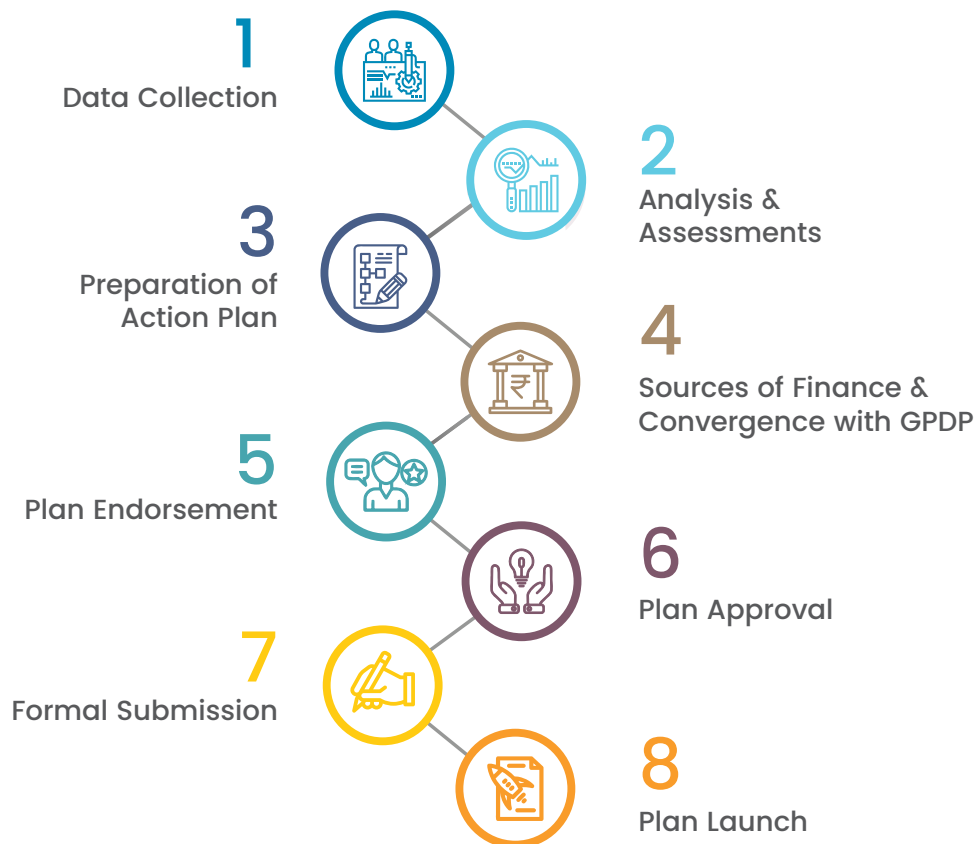 1
Data Collection
2
Analysis &
Assessments
3
Preparation of
Action Plan
4
Sources of Finance &
Convergence with GPDP
₹
5
Plan Endorsement
6
Plan Approval
7
Formal Submission
8
Plan Launch